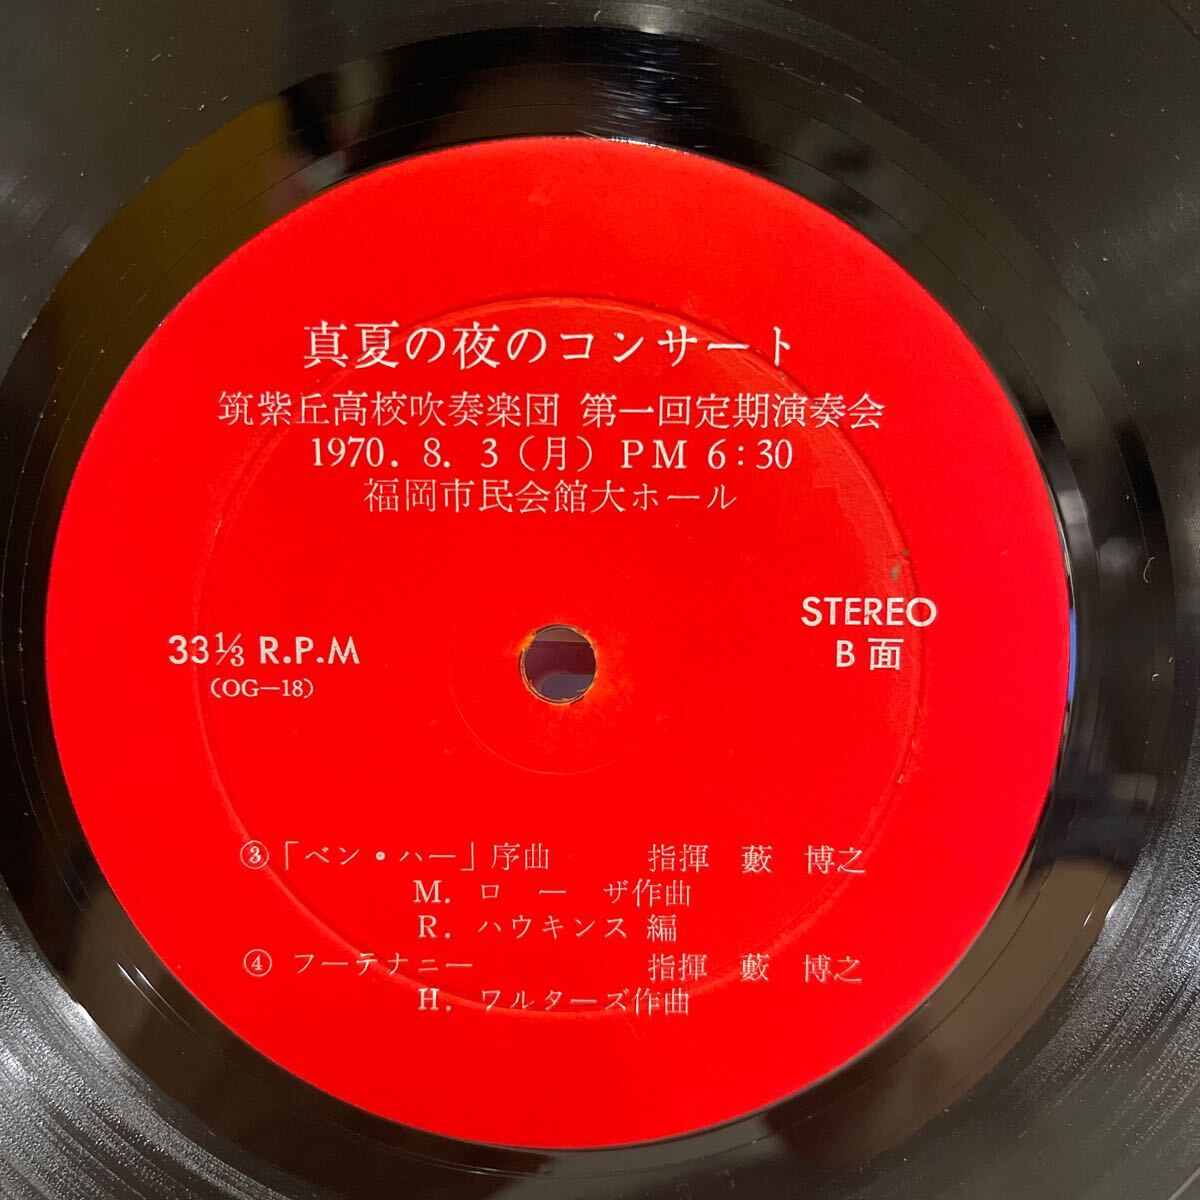 真夏の夜のコンサート
筑紫丘高校吹奏楽団 第一回定期演奏会
1970. 8. 3 (月) PM 6:30
福岡市民会館大ホール
STEREO
B 面
33⅓ R.P.M
(OG-18)
③「ベン・ハー」序曲 指揮 藪 博之
M. ローザ作曲
R. ハウキンス 編
④ フーテナニー 指揮 藪 博之
H. ワルターズ作曲